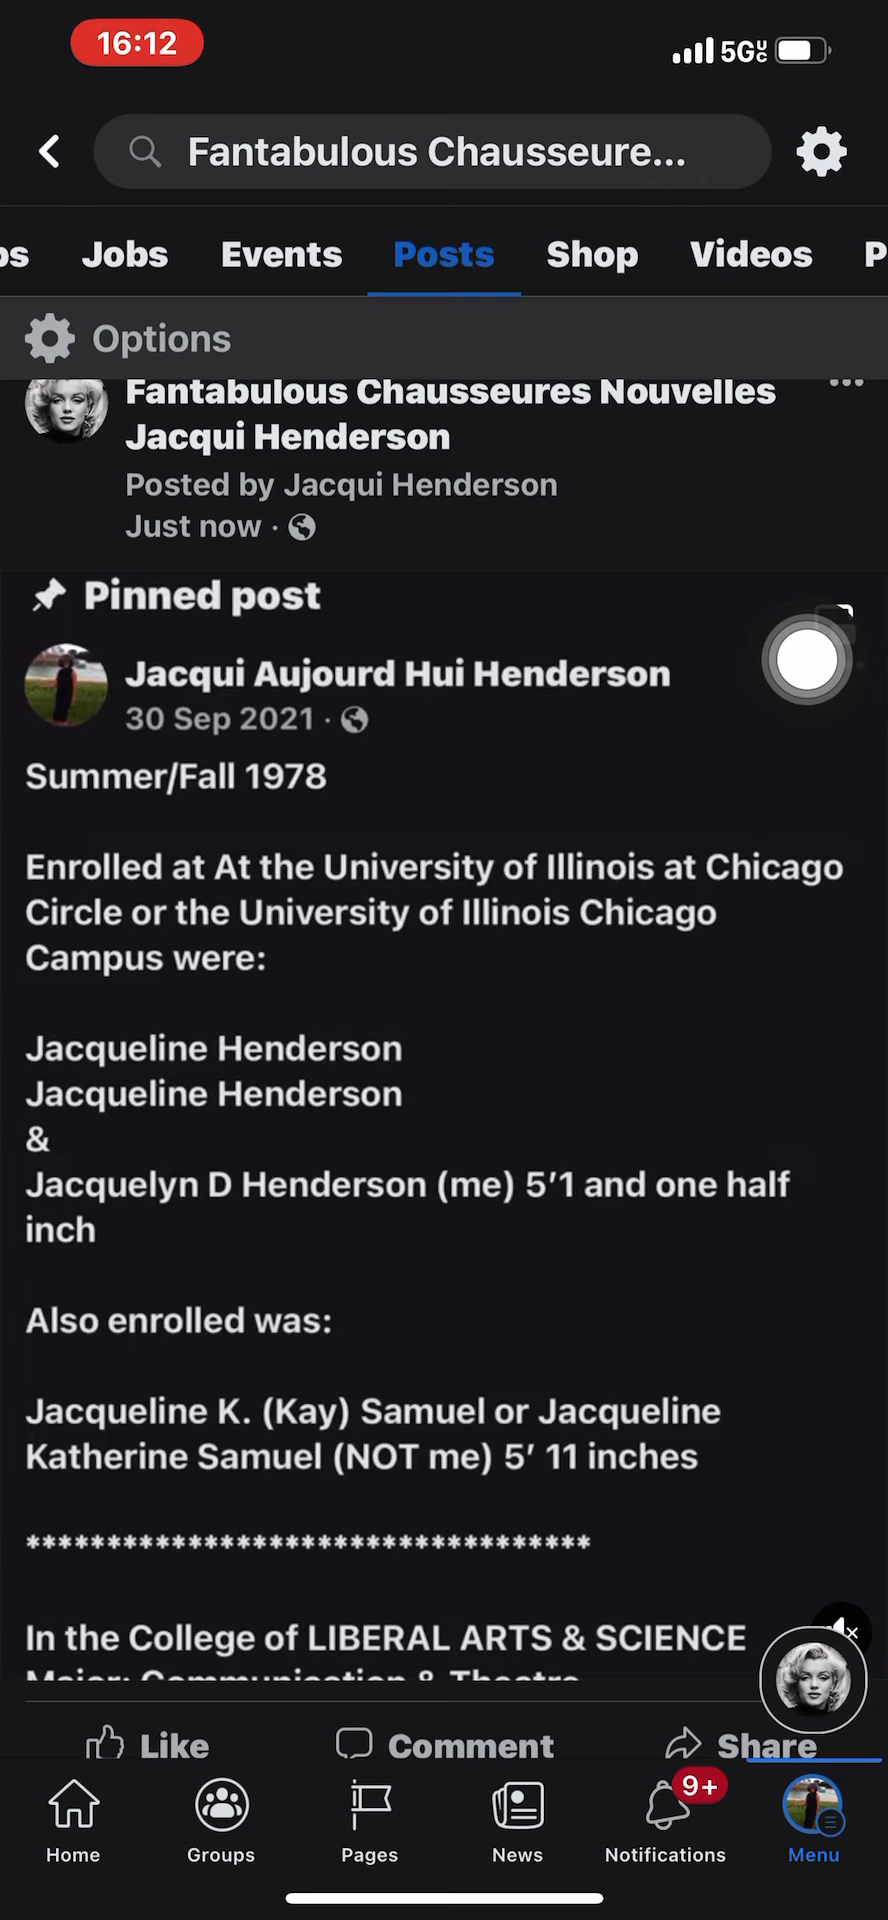 16:12
5G UC
Fantabulous Chausseure...
Jobs Events Posts Shop Videos P
Options
Fantabulous Chausseures Nouvelles
Jacqui Henderson
Posted by Jacqui Henderson
Just now ·
Pinned post
Jacqui Aujourd Hui Henderson
30 Sep 2021 ·
Summer/Fall 1978
Enrolled at At the University of Illinois at Chicago
Circle or the University of Illinois Chicago
Campus were:
Jacqueline Henderson
Jacqueline Henderson
&
Jacquelyn D Henderson (me) 5′1 and one half
inch
Also enrolled was:
Jacqueline K. (Kay) Samuel or Jacqueline
Katherine Samuel (NOT me) 5′ 11 inches
***********************************
In the College of LIBERAL ARTS & SCIENCE
Major: Communication & Theatre
Like Comment Share
9+
Home Groups Pages News Notifications Menu